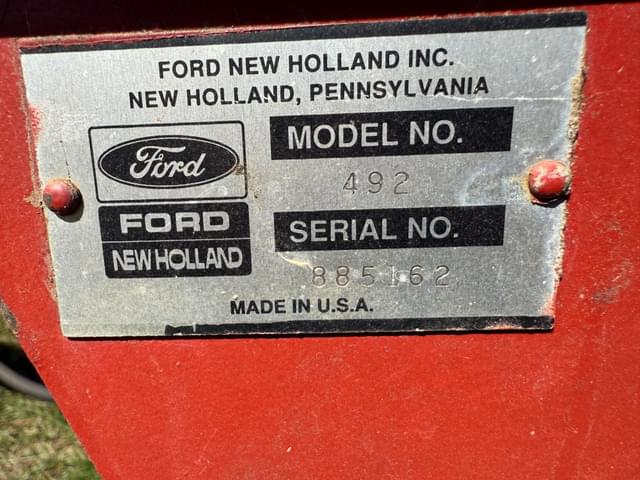 FORD NEW HOLLAND INC.
NEW HOLLAND, PENNSYLVANIA
Ford
FORD
NEW HOLLAND
MODEL NO.
492
SERIAL NO.
885162
MADE IN U.S.A.